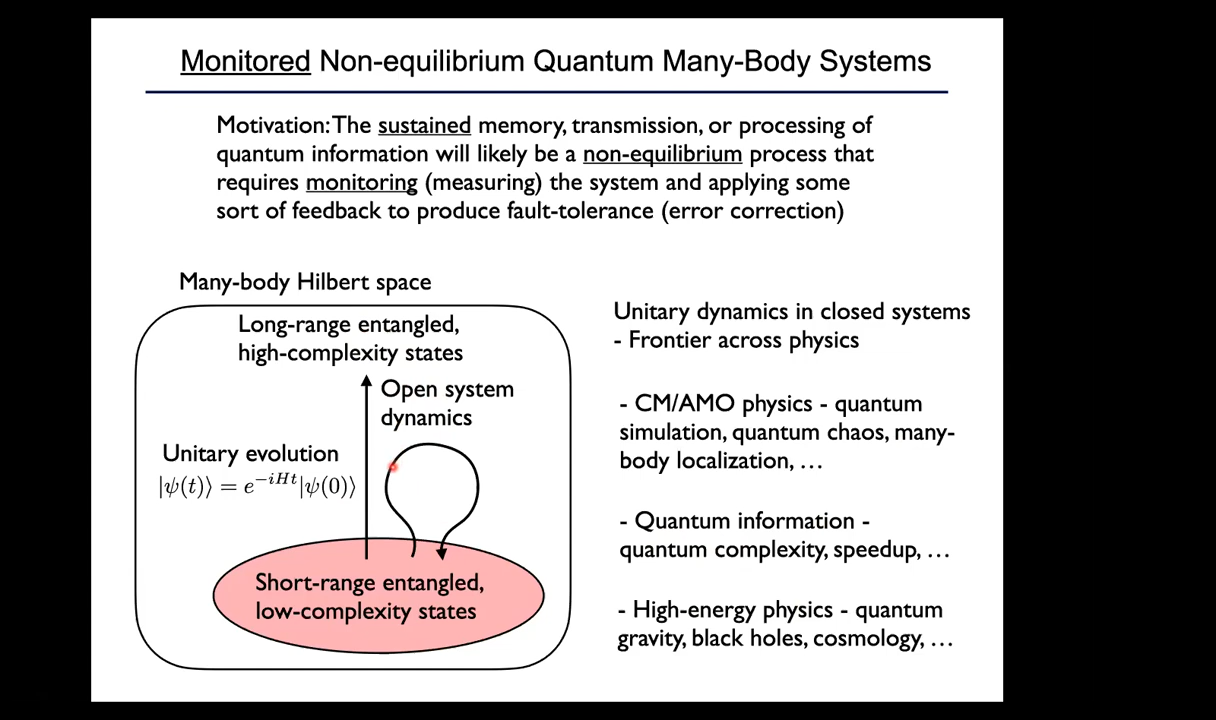 Monitored Non-equilibrium Quantum Many-Body Systems
Motivation: The sustained memory, transmission, or processing of
quantum information will likely be a non-equilibrium process that
requires monitoring (measuring) the system and applying some
sort of feedback to produce fault-tolerance (error correction)
Many-body Hilbert space
Long-range entangled,
high-complexity states
Open system
dynamics
Unitary evolution
|ψ(t)⟩ = e^{−iHt}|ψ(0)⟩
Short-range entangled,
low-complexity states
Unitary dynamics in closed systems
- Frontier across physics
- CM/AMO physics - quantum
simulation, quantum chaos, many-
body localization, …
- Quantum information -
quantum complexity, speedup, …
- High-energy physics - quantum
gravity, black holes, cosmology, …